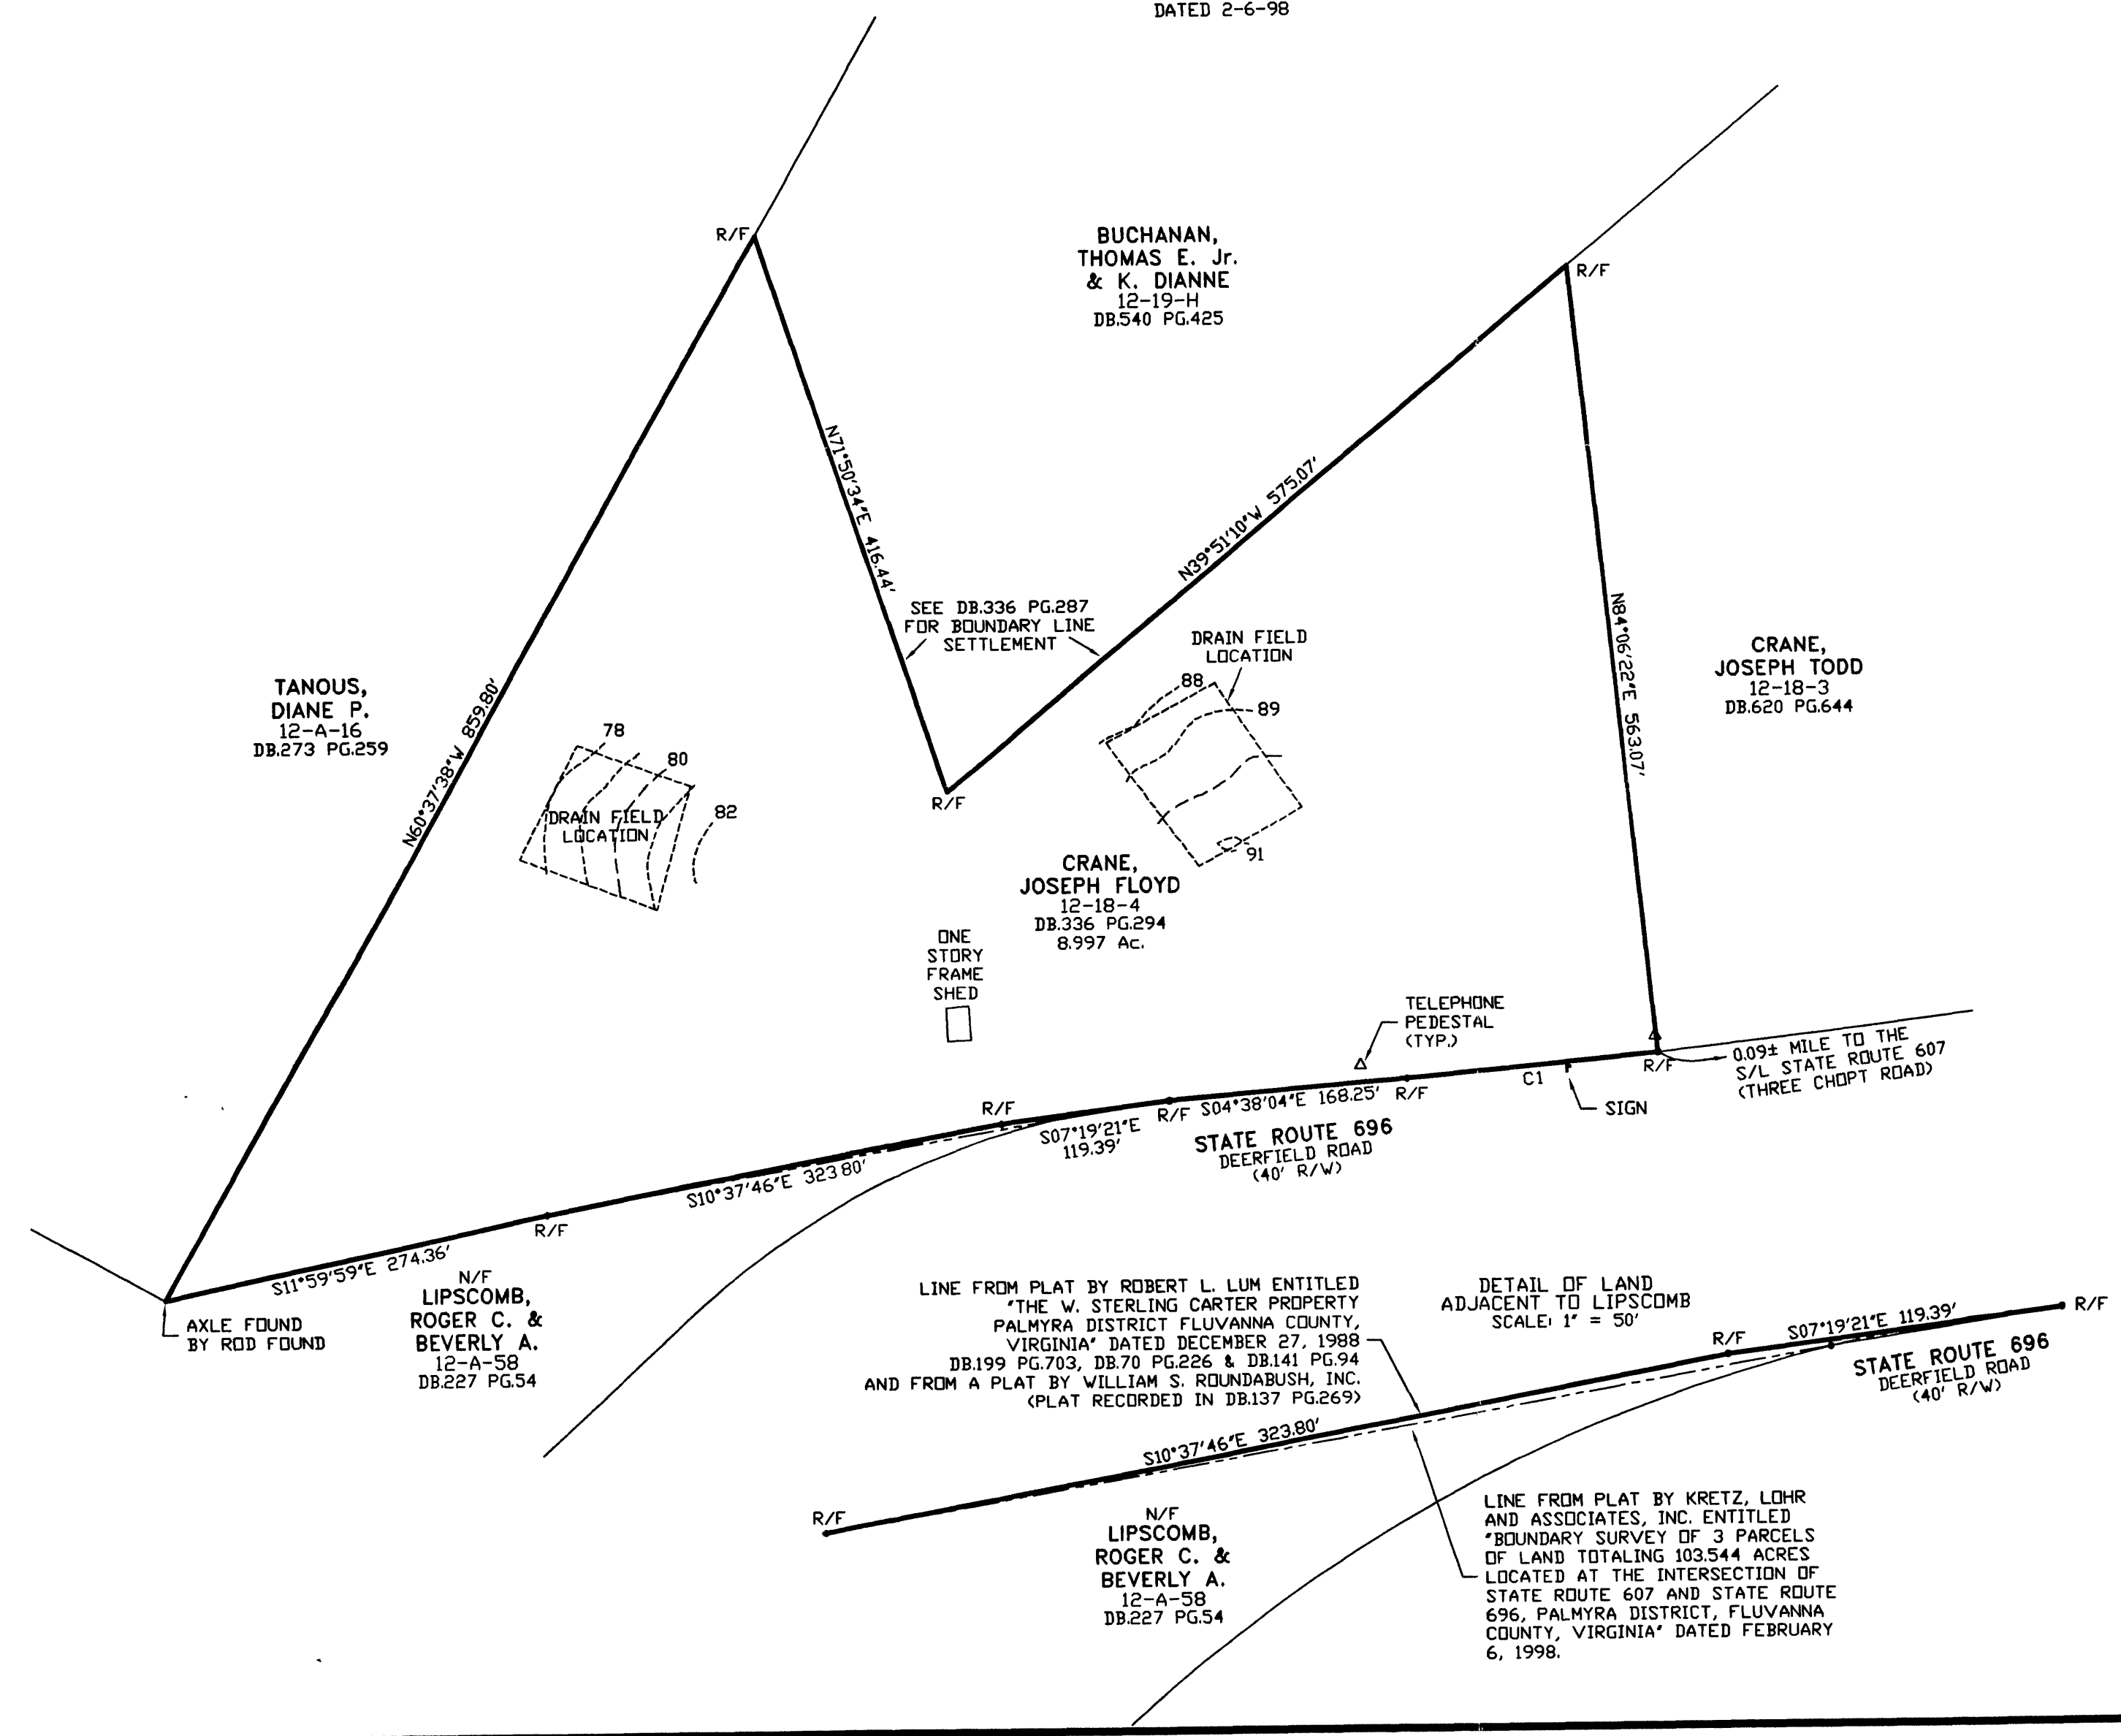 DATED 2-6-98
R/F
BUCHANAN,
THOMAS E. Jr.
& K. DIANNE
12-19-H
DB.540 PG.425
R/F
N71°50'34"E 416.44'
N39°51'10"W 575.07'
SEE DB.336 PG.287
FOR BOUNDARY LINE
SETTLEMENT
DRAIN FIELD
LOCATION
N84°06'22"E 563.07'
CRANE,
JOSEPH TODD
12-18-3
DB.620 PG.644
TANOUS,
DIANE P.
12-A-16
DB.273 PG.259
N60°37'38"W 859.80'
88
89
91
78
80
82
DRAIN FIELD
LOCATION
R/F
CRANE,
JOSEPH FLOYD
12-18-4
DB.336 PG.294
8.997 Ac.
ONE
STORY
FRAME
SHED
TELEPHONE
PEDESTAL
(TYP.)
R/F
0.09± MILE TO THE
S/L STATE ROUTE 607
(THREE CHOPT ROAD)
C1
SIGN
R/F
S07°19'21"E
119.39'
R/F
S04°38'04"E 168.25'
R/F
STATE ROUTE 696
DEERFIELD ROAD
(40' R/W)
S10°37'46"E 323.80'
R/F
S11°59'59"E 274.36'
AXLE FOUND
BY ROD FOUND
N/F
LIPSCOMB,
ROGER C. &
BEVERLY A.
12-A-58
DB.227 PG.54
LINE FROM PLAT BY ROBERT L. LUM ENTITLED
"THE W. STERLING CARTER PROPERTY
PALMYRA DISTRICT FLUVANNA COUNTY,
VIRGINIA" DATED DECEMBER 27, 1988
DB.199 PG.703, DB.70 PG.226 & DB.141 PG.94
AND FROM A PLAT BY WILLIAM S. ROUNDABUSH, INC.
(PLAT RECORDED IN DB.137 PG.269)
DETAIL OF LAND
ADJACENT TO LIPSCOMB
SCALE: 1" = 50'
R/F
S07°19'21"E 119.39'
R/F
STATE ROUTE 696
DEERFIELD ROAD
(40' R/W)
S10°37'46"E 323.80'
R/F
N/F
LIPSCOMB,
ROGER C. &
BEVERLY A.
12-A-58
DB.227 PG.54
LINE FROM PLAT BY KRETZ, LOHR
AND ASSOCIATES, INC. ENTITLED
"BOUNDARY SURVEY OF 3 PARCELS
OF LAND TOTALING 103.544 ACRES
LOCATED AT THE INTERSECTION OF
STATE ROUTE 607 AND STATE ROUTE
696, PALMYRA DISTRICT, FLUVANNA
COUNTY, VIRGINIA" DATED FEBRUARY
6, 1998.